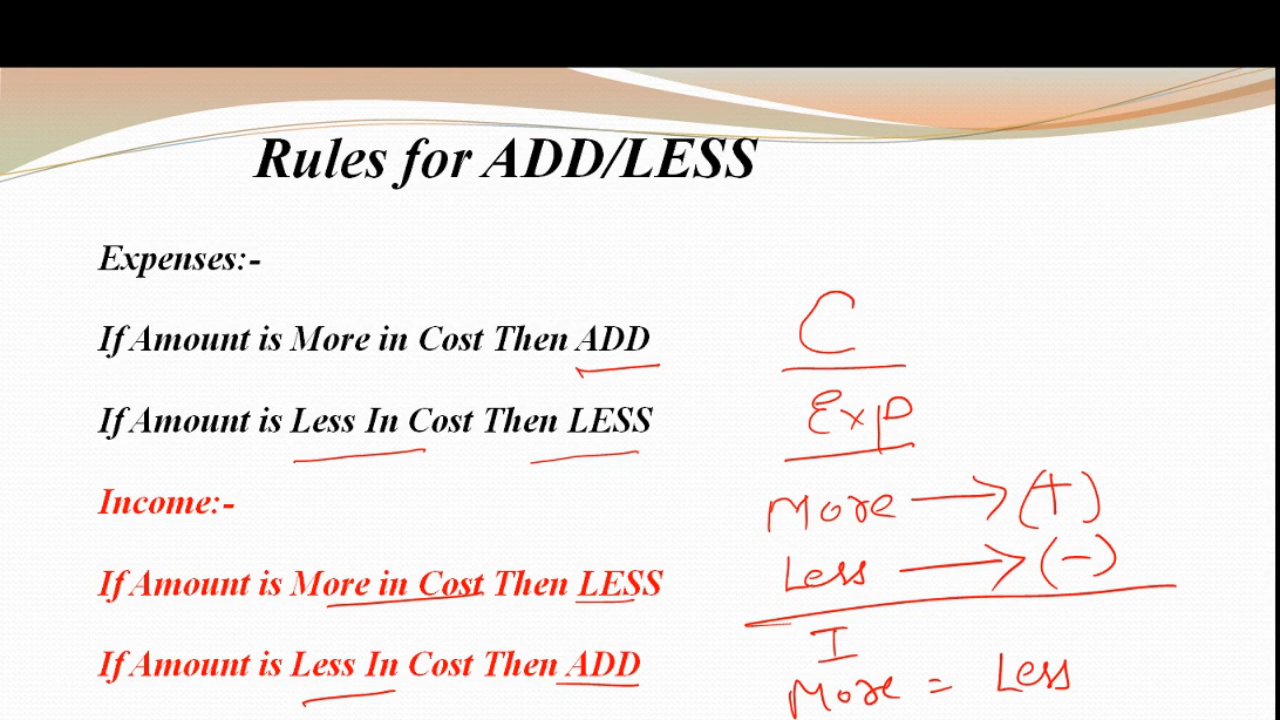 Rules for ADD/LESS
Expenses:-
If Amount is More in Cost Then ADD
If Amount is Less In Cost Then LESS
Income:-
If Amount is More in Cost Then LESS
If Amount is Less In Cost Then ADD
C
Exp
More → (+)
Less → (-)
I
More = Less